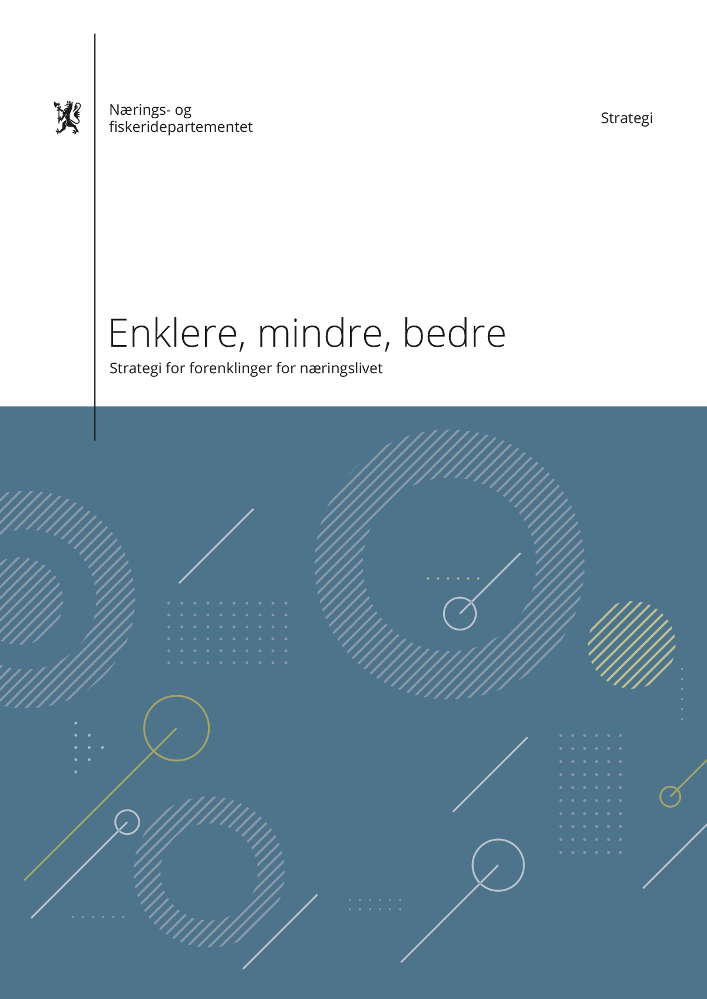 Nærings- og
fiskeridepartementet
Strategi
Enklere, mindre, bedre
Strategi for forenklinger for næringslivet